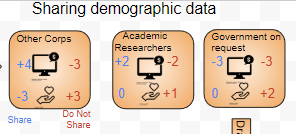 Sharing demographic data
Other Corps
+4 -3
-3 +3
Share
Do Not
Share
Academic
Researchers
+2 -2
0 +1
Government on
request
-3 -3
0 +2